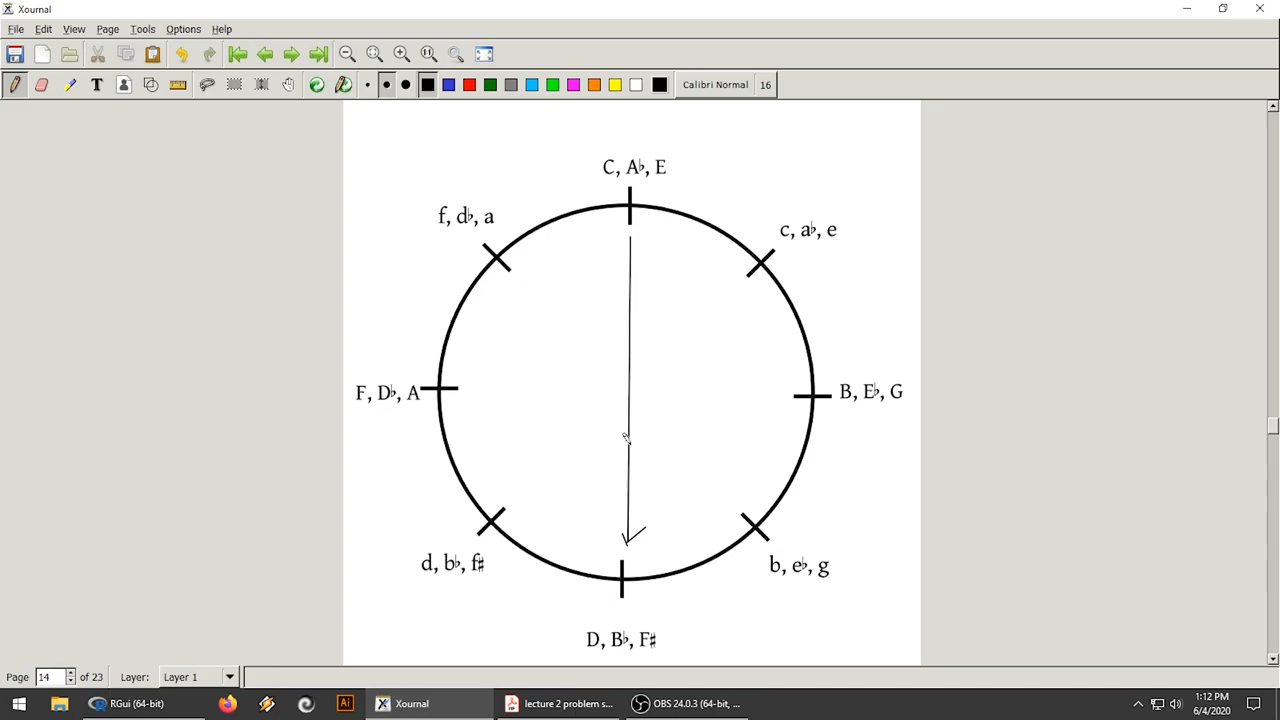 Xournal
File Edit View Page Tools Options Help
T Calibri Normal 16
C, A♭, E
f, d♭, a
c, a♭, e
F, D♭, A
B, E♭, G
d, b♭, f♯
b, e♭, g
D, B♭, F♯
Page 14 of 23 Layer: Layer 1
RGui (64-bit) Ai Xournal lecture 2 problem s... OBS 24.0.3 (64-bit, ... 1:12 PM
6/4/2020